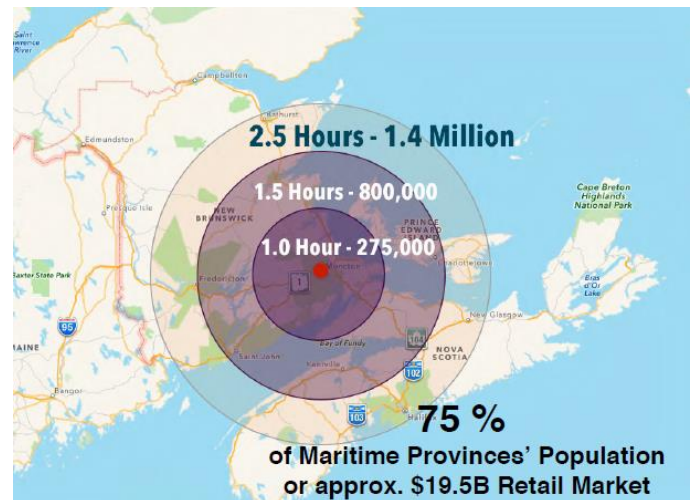 Saint
Lawrence
River
Campbellton
Bathurst
Edmundston
2.5 Hours - 1.4 Million
Presque Isle
1.5 Hours - 800,000
Cape Breton
Highlands
National Park
NEW
BRUNSWICK
PRINCE
EDWARD
ISLAND
1.0 Hour - 275,000
Moncton
Charlottetown
Baxter State Park
Fredericton
1
Bras
d'Or
Lake
95
New Glasgow
MAINE
Saint John
Bay of Fundy
104
NOVA
SCOTIA
Kentville
102
Bangor
103
Halifax
75 %
of Maritime Provinces' Population
or approx. $19.5B Retail Market